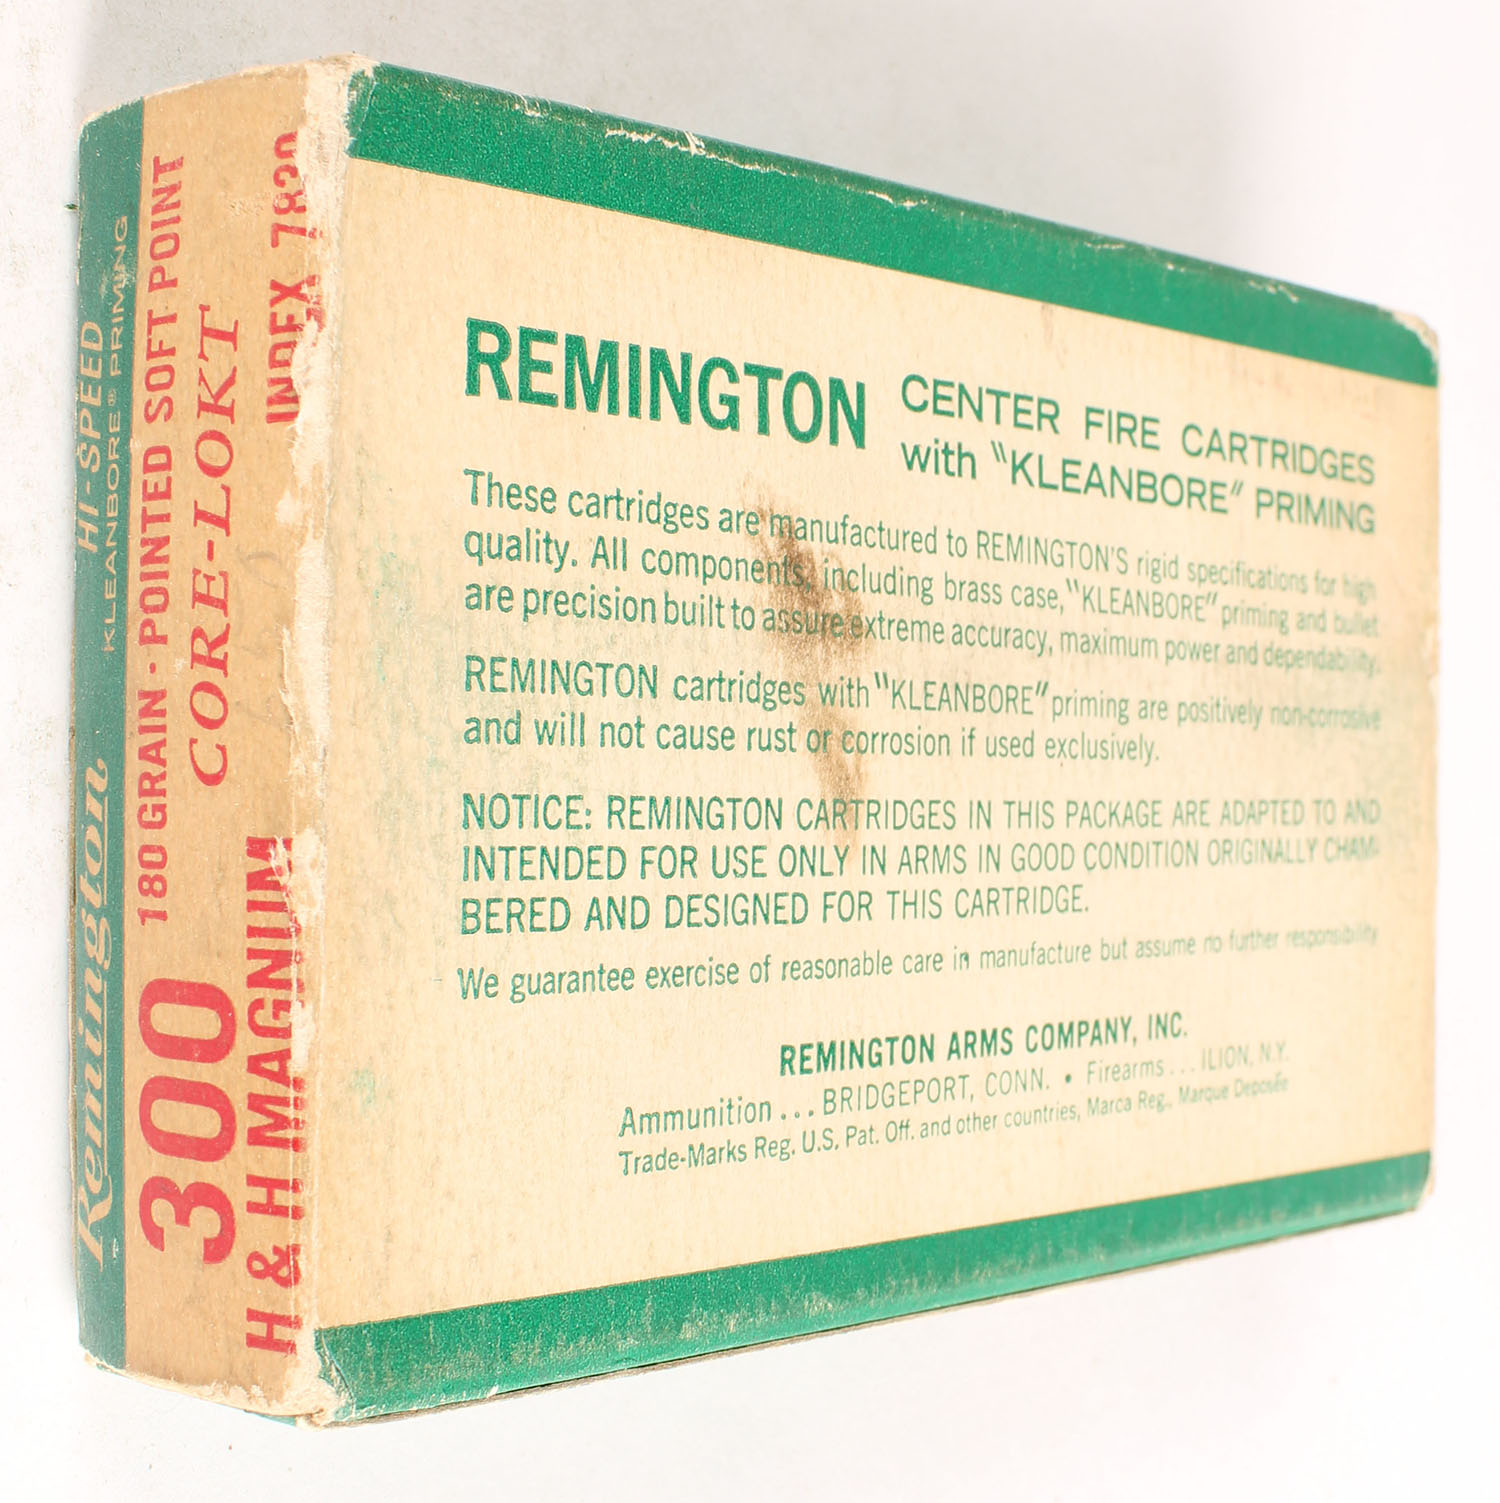 Remington
HI-SPEED
KLEANBORE® PRIMING
300
180 GRAIN - POINTED SOFT POINT
CORE-LOKT
H & H MAGNUM
INDEX
REMINGTON
CENTER FIRE CARTRIDGES
with "KLEANBORE" PRIMING
These cartridges are manufactured to REMINGTON'S rigid specifications for high
quality. All components, including brass case, "KLEANBORE" priming and bullet
are precision built to assure extreme accuracy, maximum power and dependability.
REMINGTON cartridges with "KLEANBORE" priming are positively non-corrosive
and will not cause rust or corrosion if used exclusively.
NOTICE: REMINGTON CARTRIDGES IN THIS PACKAGE ARE ADAPTED TO AND
INTENDED FOR USE ONLY IN ARMS IN GOOD CONDITION ORIGINALLY CHAM-
BERED AND DESIGNED FOR THIS CARTRIDGE.
We guarantee exercise of reasonable care in manufacture but assume no further responsibility
REMINGTON ARMS COMPANY, INC.
Ammunition . . . BRIDGEPORT, CONN. • Firearms . . . ILION, N.Y.
Trade-Marks Reg. U.S. Pat. Off. and other countries, Marca Reg., Marque Deposée